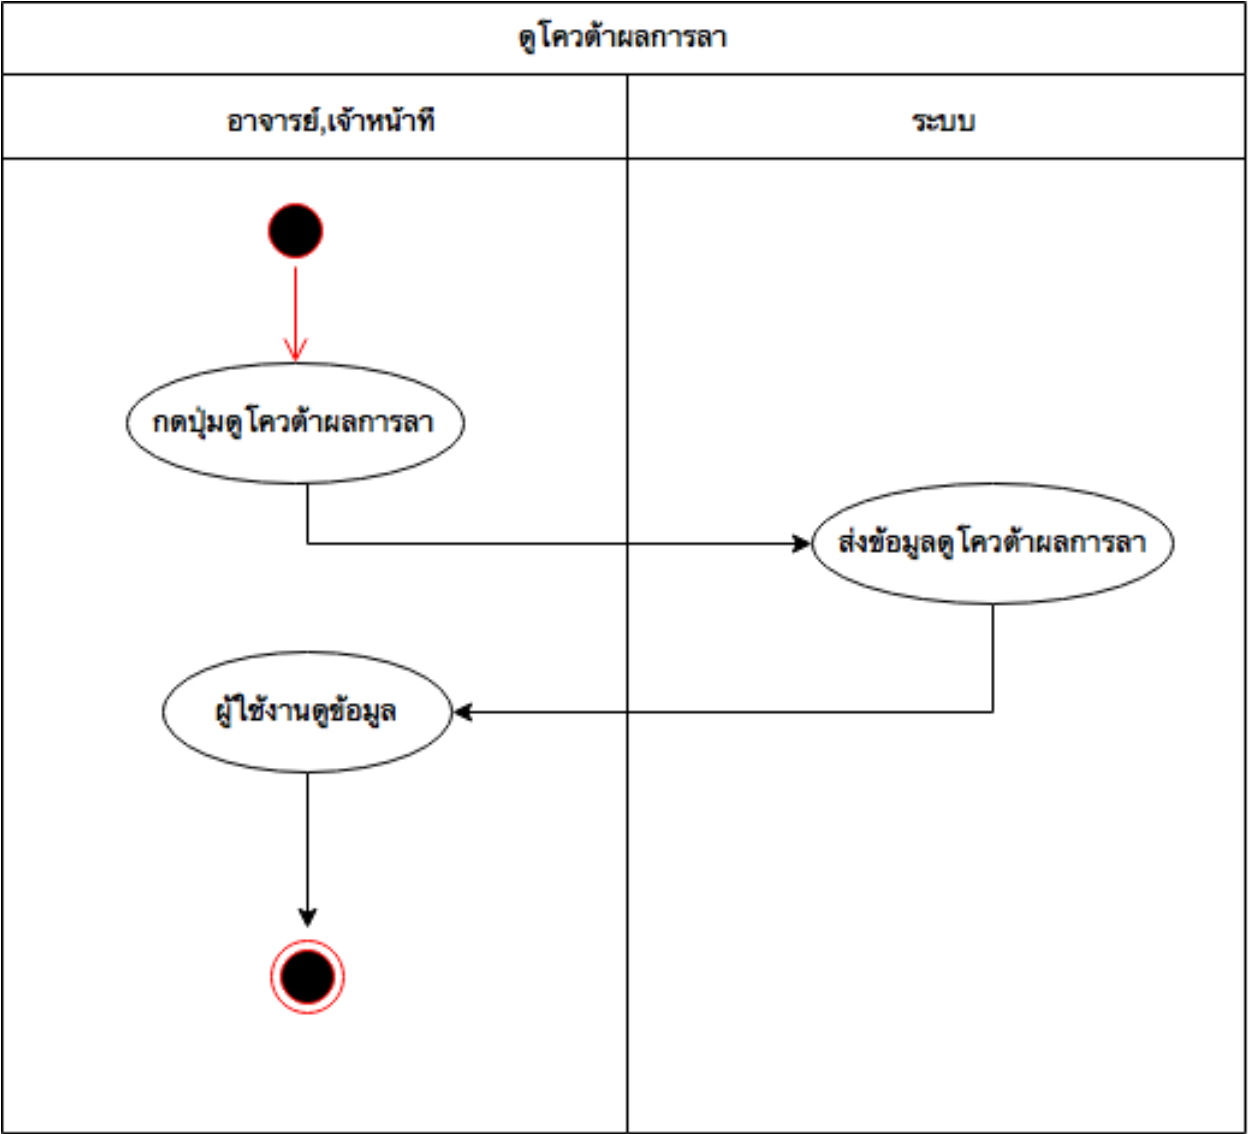 ดูโควต้าผลการลา
อาจารย์,เจ้าหน้าที
ระบบ
กดปุ่มดูโควต้าผลการลา
ส่งข้อมูลดูโควต้าผลการลา
ผู้ใช้งานดูข้อมูล